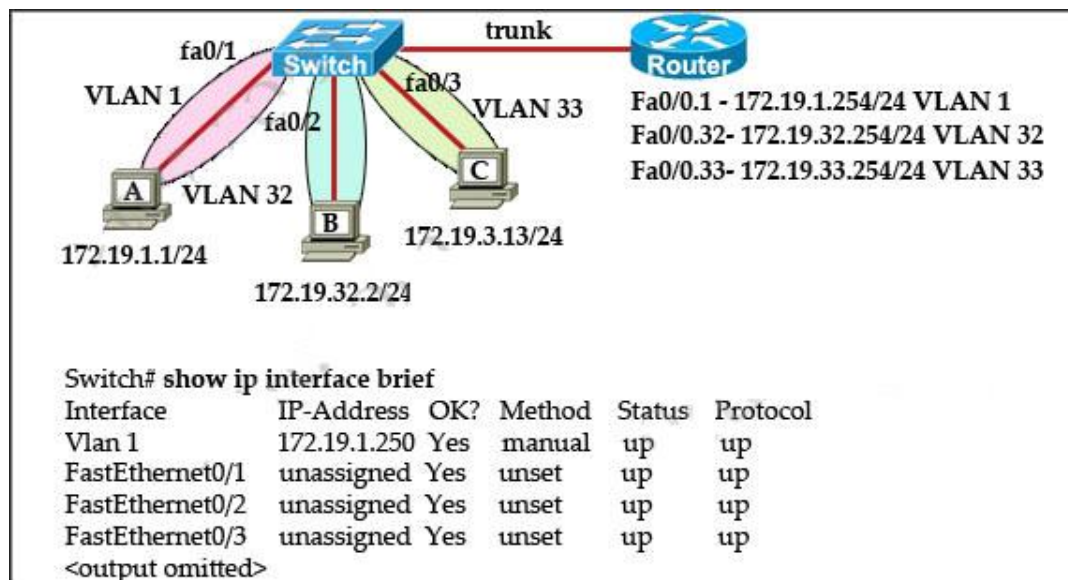 trunk
fa0/1
Switch
Router
fa0/3
VLAN 1
VLAN 33
fa0/2
Fa0/0.1 - 172.19.1.254/24 VLAN 1
Fa0/0.32- 172.19.32.254/24 VLAN 32
Fa0/0.33- 172.19.33.254/24 VLAN 33
A
VLAN 32
C
B
172.19.1.1/24
172.19.3.13/24
172.19.32.2/24
Switch# show ip interface brief
Interface IP-Address OK? Method Status Protocol
Vlan 1 172.19.1.250 Yes manual up up
FastEthernet0/1 unassigned Yes unset up up
FastEthernet0/2 unassigned Yes unset up up
FastEthernet0/3 unassigned Yes unset up up
<output omitted>